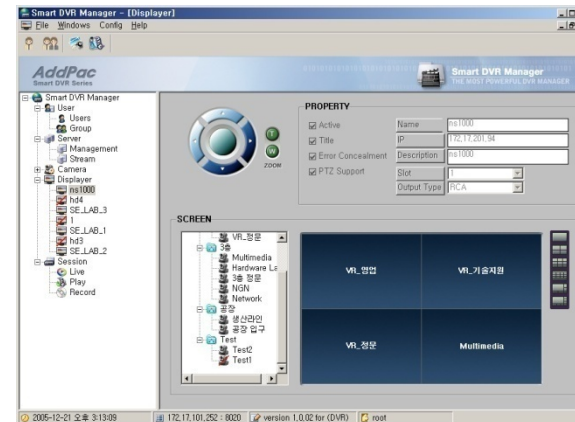 Smart DVR Manager - [Displayer]
File Windows Config Help
AddPac
Smart DVR Series
Smart DVR Manager
THE MOST POWERFUL DVR MANAGER
Smart DVR Manager
User
Users
Group
Server
Management
Stream
Camera
Displayer
ns1000
hd4
SE_LAB_3
1
SE_LAB_1
hd3
SE_LAB_2
Session
Live
Play
Record
T
W
ZOOM
PROPERTY
Active
Name
ns1000
Title
IP
172.17.201.94
Error Concealment
Description
ns1000
PTZ Support
Slot
1
Output Type
RCA
SCREEN
VR_정문
3층
Multimedia
Hardware La
3층 정문
NGN
Network
공장
생산라인
공장 입구
Test
Test2
Test1
VR_영업
VR_기술지원
VR_정문
Multimedia
2005-12-21 오후 3:13:09
172.17.101.252 : 8020
version 1.0.02 for (DVR)
root